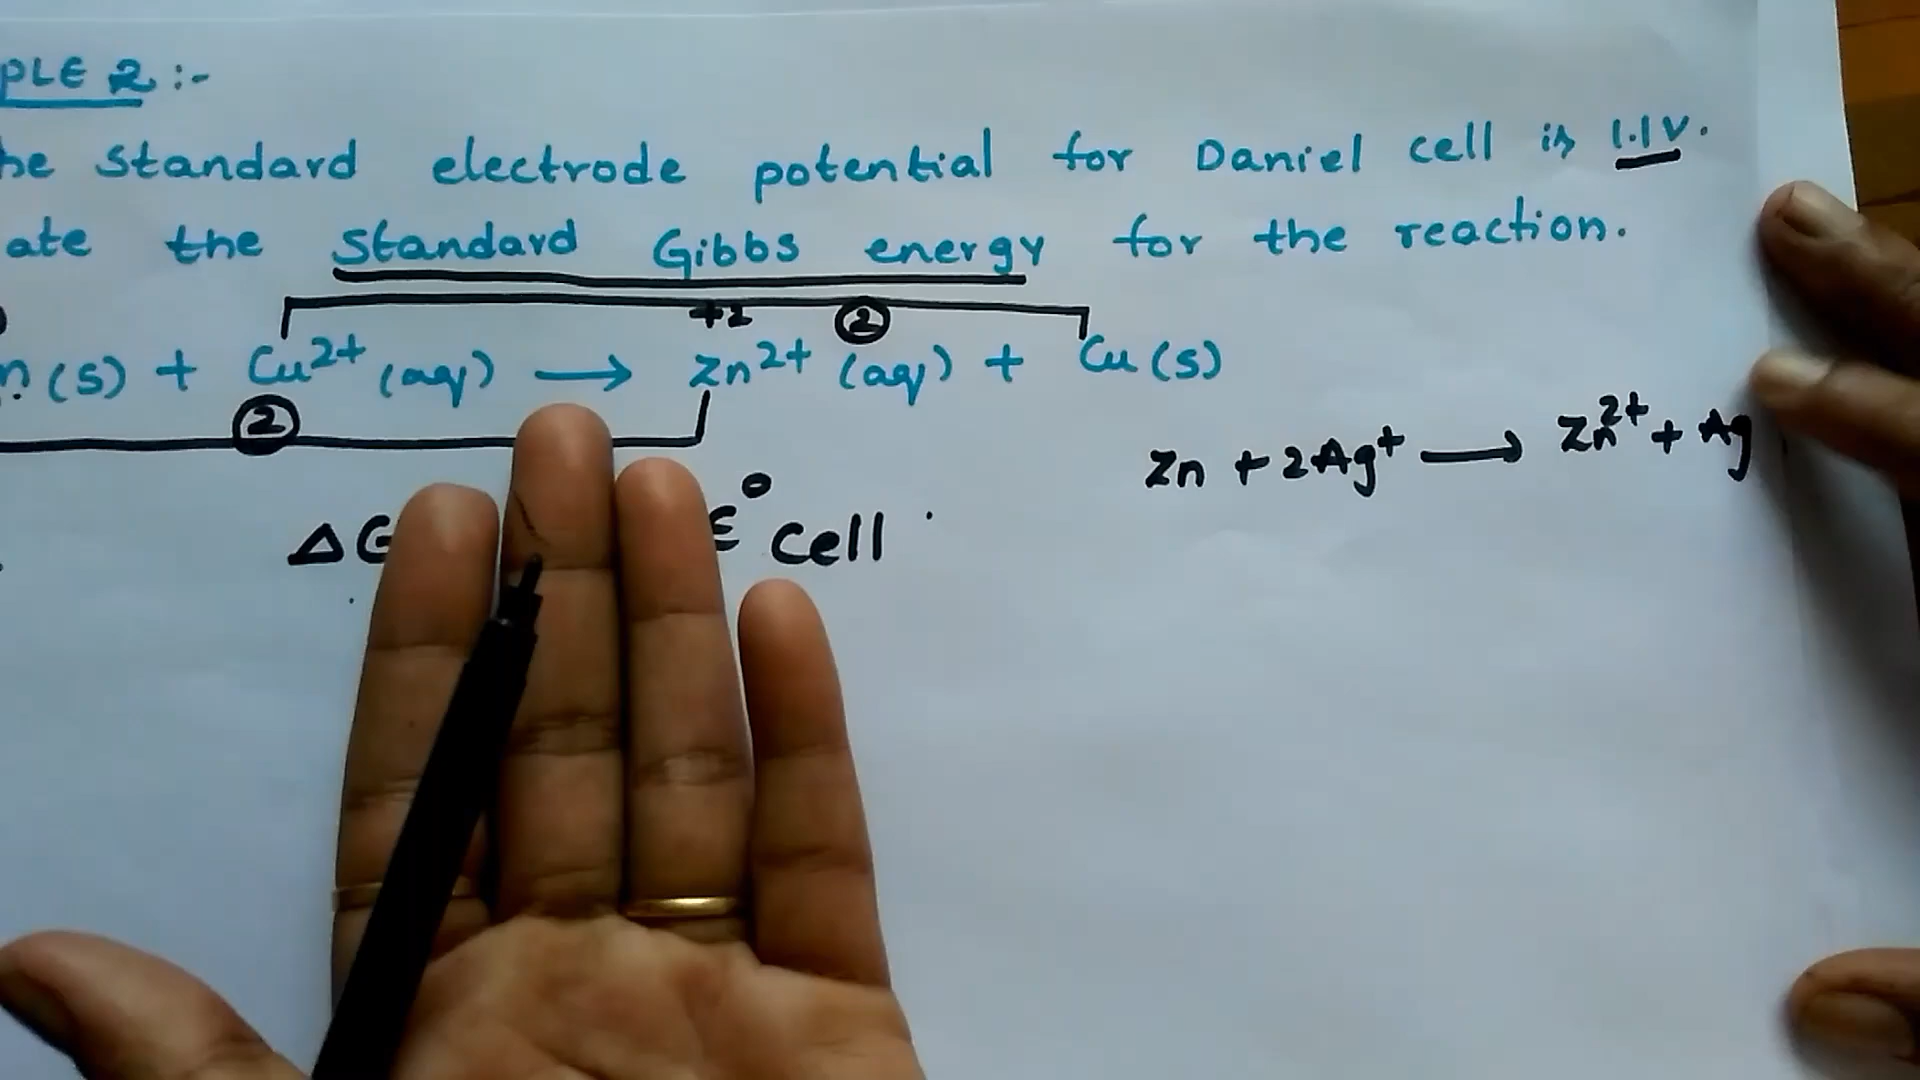 PLE 2 :-
he standard electrode potential for Daniel cell is 1.1V.
ate the standard Gibbs energy for the reaction.
+2 ②
n (s) + Cu2+ (aq) → Zn2+ (aq) + Cu (s)
②
Zn + 2Ag+ → Zn2+ + Ag
ΔG E° cell